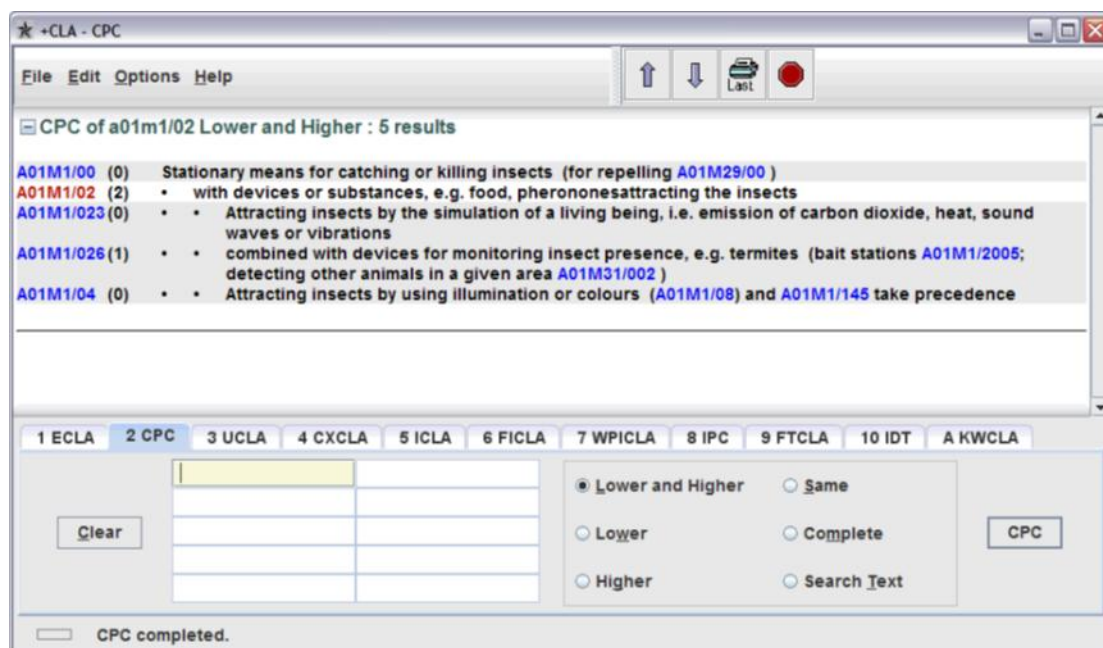 +CLA - CPC
File Edit Options Help
Last
CPC of a01m1/02 Lower and Higher : 5 results
A01M1/00 (0) Stationary means for catching or killing insects (for repelling A01M29/00 )
A01M1/02 (2) • with devices or substances, e.g. food, pherononesattracting the insects
A01M1/023(0) • • Attracting insects by the simulation of a living being, i.e. emission of carbon dioxide, heat, sound
waves or vibrations
A01M1/026(1) • • combined with devices for monitoring insect presence, e.g. termites (bait stations A01M1/2005;
detecting other animals in a given area A01M31/002 )
A01M1/04 (0) • • Attracting insects by using illumination or colours (A01M1/08) and A01M1/145 take precedence
1 ECLA 2 CPC 3 UCLA 4 CXCLA 5 ICLA 6 FICLA 7 WPICLA 8 IPC 9 FTCLA 10 IDT A KWCLA
Lower and Higher Same
Clear Lower Complete CPC
Higher Search Text
CPC completed.